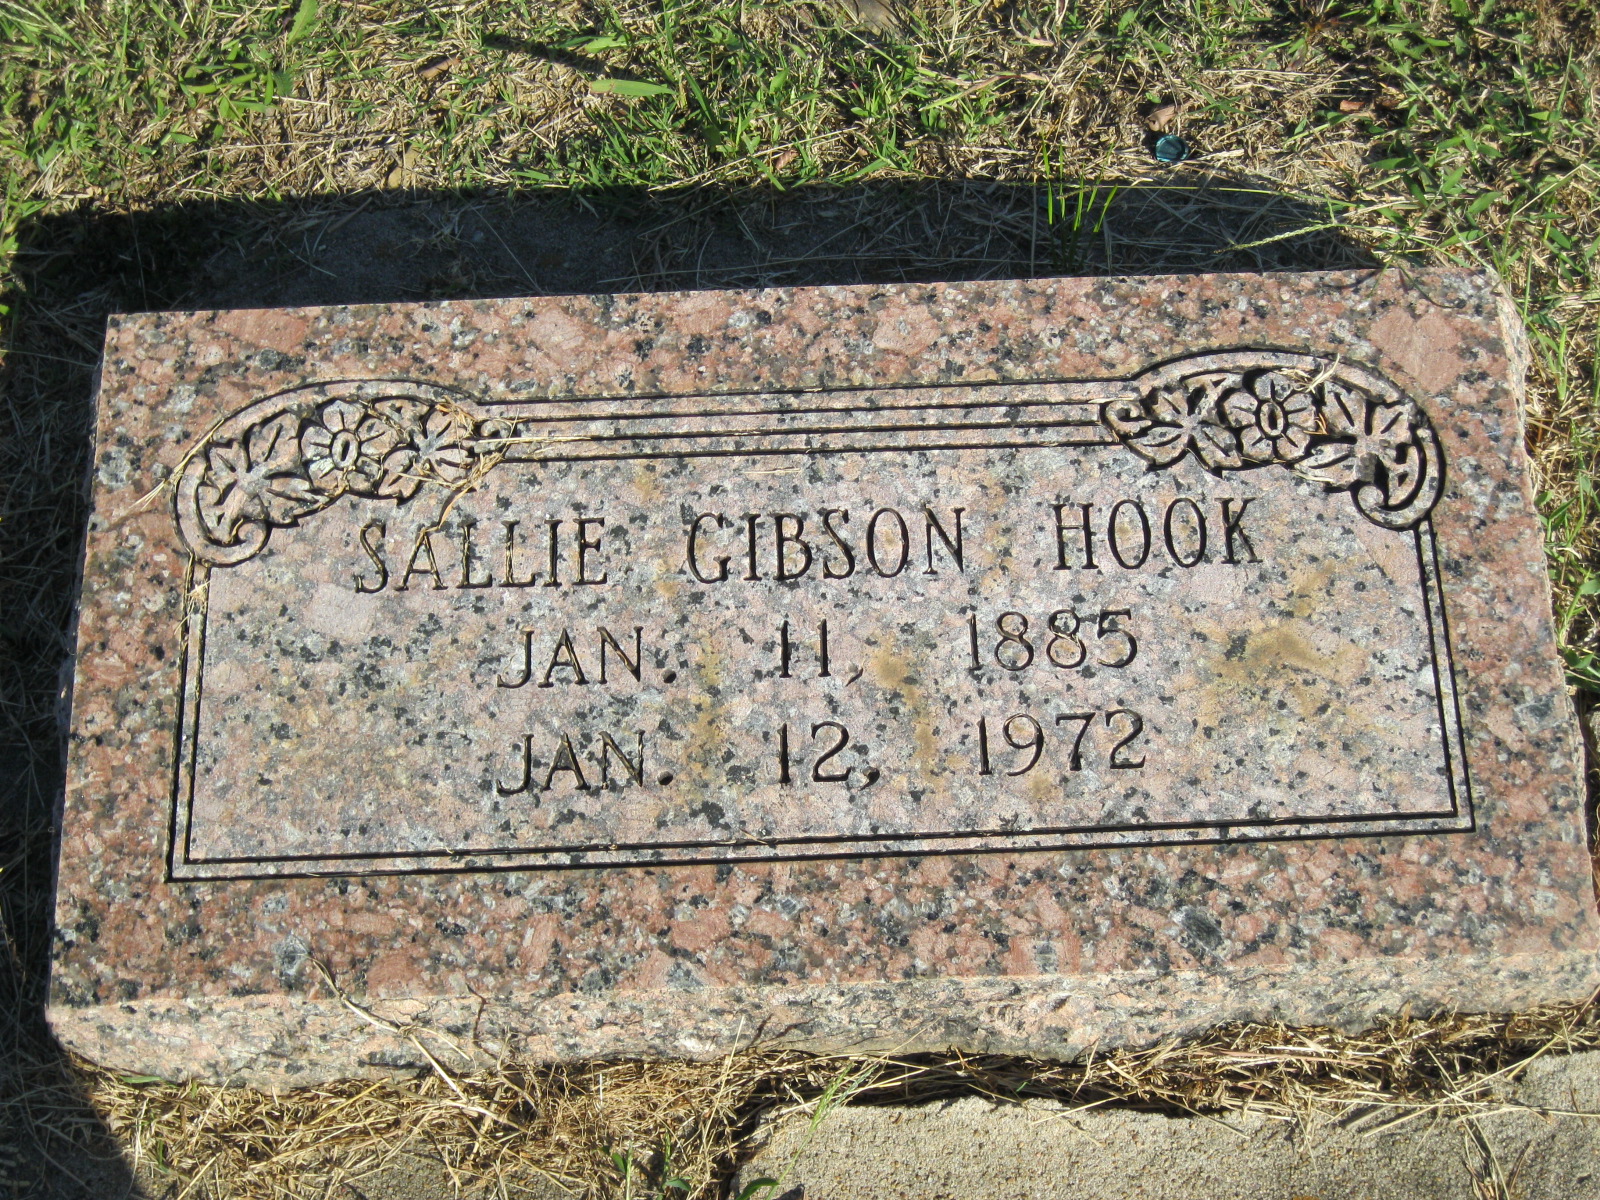 SALLIE GIBSON HOOK
JAN. 11, 1885
JAN. 12, 1972